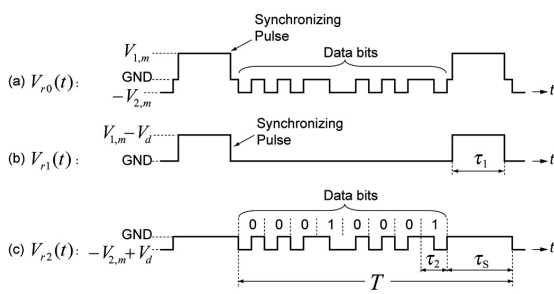 Synchronizing
Pulse
V1,m
Data bits
GND
(a) Vr0(t):
−V2,m
t
V1,m−Vd
Synchronizing
Pulse
(b) Vr1(t):
GND
τ1
t
Data bits
GND
0 0 0 1 0 0 0 1
(c) Vr2(t): −V2,m+Vd
t
τ2
τS
T